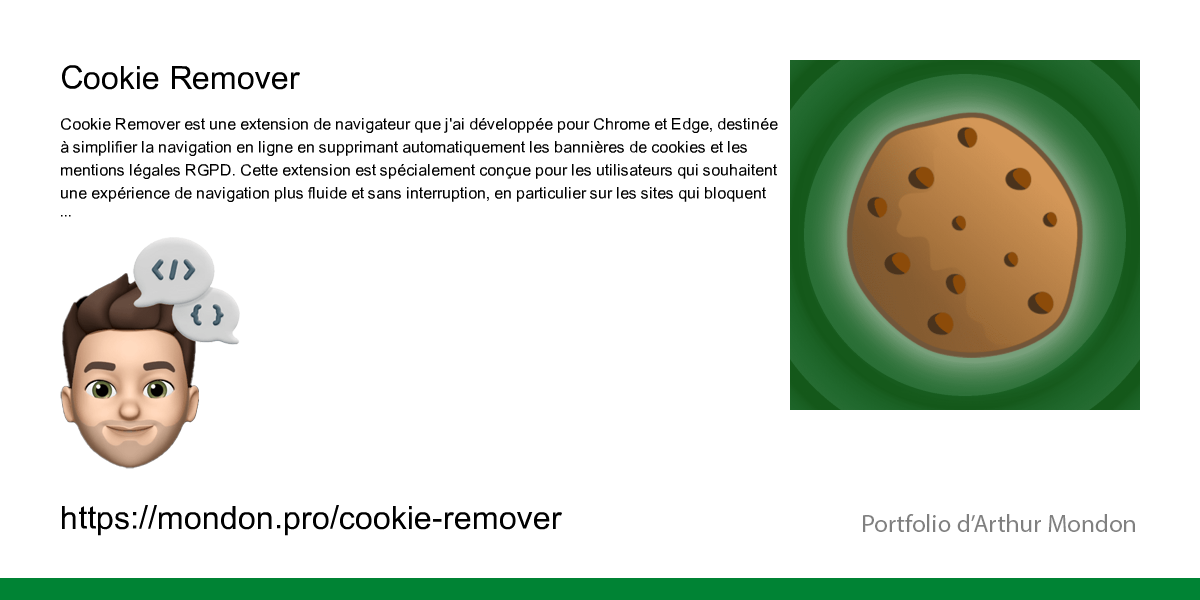 Cookie Remover
Cookie Remover est une extension de navigateur que j'ai développée pour Chrome et Edge, destinée
à simplifier la navigation en ligne en supprimant automatiquement les bannières de cookies et les
mentions légales RGPD. Cette extension est spécialement conçue pour les utilisateurs qui souhaitent
une expérience de navigation plus fluide et sans interruption, en particulier sur les sites qui bloquent
...
</>
{ }
https://mondon.pro/cookie-remover
Portfolio d’Arthur Mondon